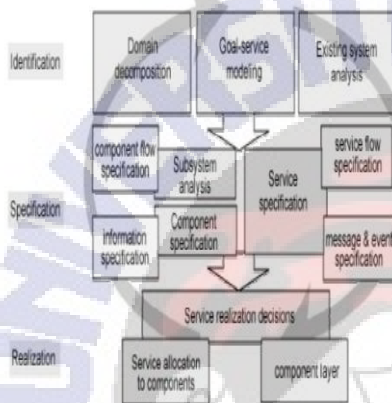 Identification
Domain
decomposition
Goal-service
modeling
Existing system
analysis
Specification
component flow
specification
Subsystem
analysis
Service
specification
service flow
specification
information
specification
Component
specification
message & event
specification
Realization
Service realization decisions
Service allocation
to components
component layer